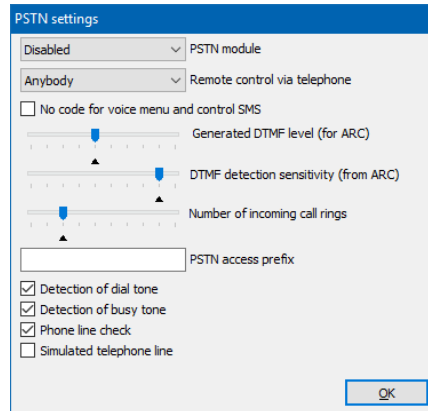 PSTN settings
Disabled PSTN module
Anybody Remote control via telephone
No code for voice menu and control SMS
Generated DTMF level (for ARC)
DTMF detection sensitivity (from ARC)
Number of incoming call rings
PSTN access prefix
Detection of dial tone
Detection of busy tone
Phone line check
Simulated telephone line
OK